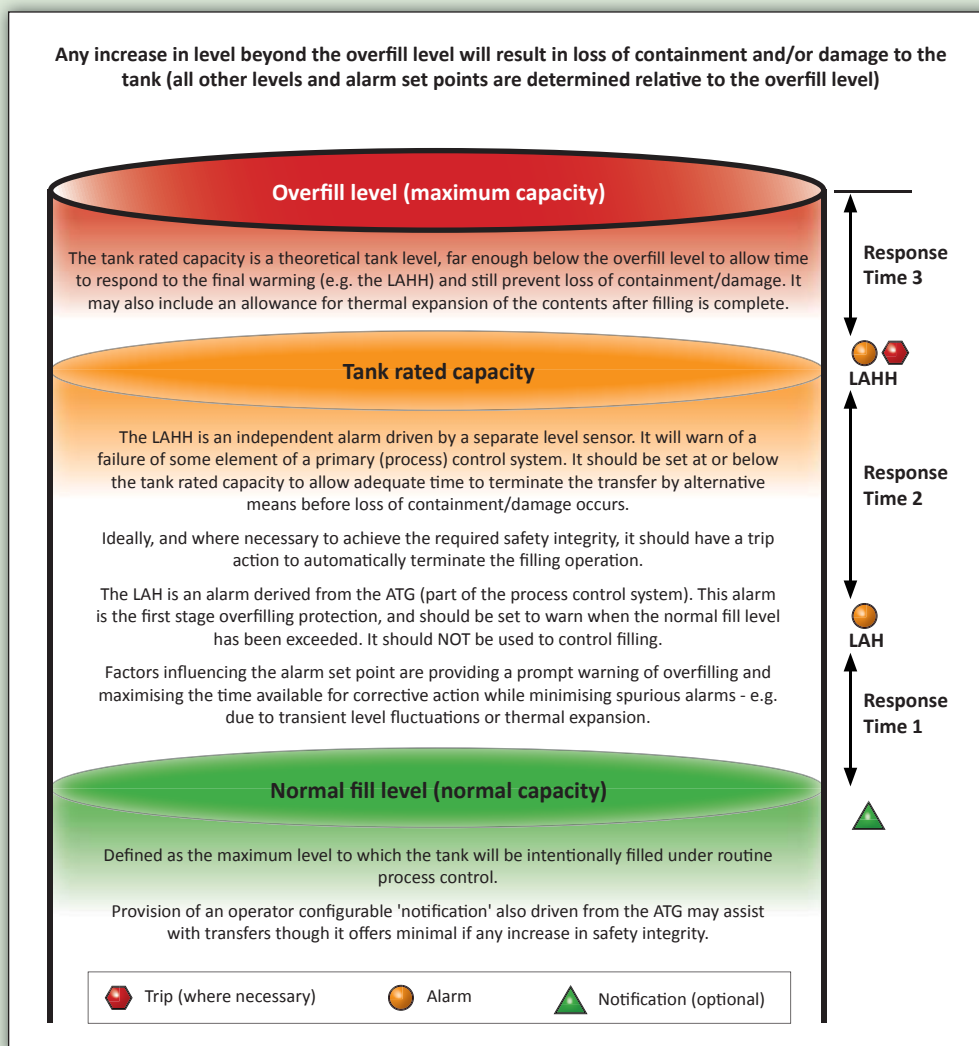 Any increase in level beyond the overfill level will result in loss of containment and/or damage to the
tank (all other levels and alarm set points are determined relative to the overfill level)
Overfill level (maximum capacity)
The tank rated capacity is a theoretical tank level, far enough below the overfill level to allow time
to respond to the final warming (e.g. the LAHH) and still prevent loss of containment/damage. It
may also include an allowance for thermal expansion of the contents after filling is complete.
Response
Time 3
LAHH
Tank rated capacity
The LAHH is an independent alarm driven by a separate level sensor. It will warn of a
failure of some element of a primary (process) control system. It should be set at or below
the tank rated capacity to allow adequate time to terminate the transfer by alternative
means before loss of containment/damage occurs.
Ideally, and where necessary to achieve the required safety integrity, it should have a trip
action to automatically terminate the filling operation.
Response
Time 2
The LAH is an alarm derived from the ATG (part of the process control system). This alarm
is the first stage overfilling protection, and should be set to warn when the normal fill level
has been exceeded. It should NOT be used to control filling.
LAH
Factors influencing the alarm set point are providing a prompt warning of overfilling and
maximising the time available for corrective action while minimising spurious alarms - e.g.
due to transient level fluctuations or thermal expansion.
Response
Time 1
Normal fill level (normal capacity)
Defined as the maximum level to which the tank will be intentionally filled under routine
process control.
Provision of an operator configurable 'notification' also driven from the ATG may assist
with transfers though it offers minimal if any increase in safety integrity.
Trip (where necessary)
Alarm
Notification (optional)